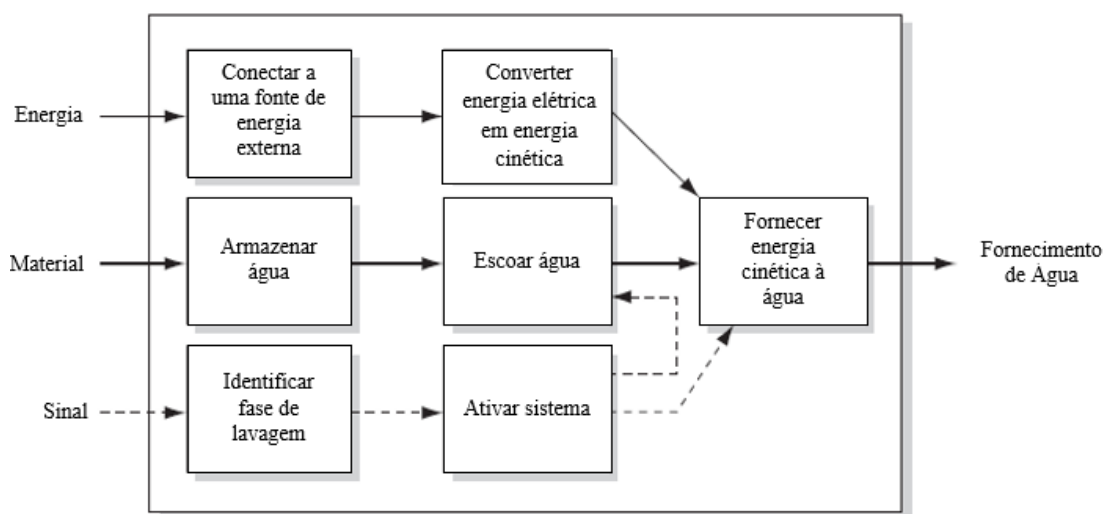 Energia
Conectar a
uma fonte de
energia
externa
Converter
energia elétrica
em energia
cinética
Material
Armazenar
água
Escoar água
Fornecer
energia
cinética à
água
Fornecimento
de Água
Sinal
Identificar
fase de
lavagem
Ativar sistema